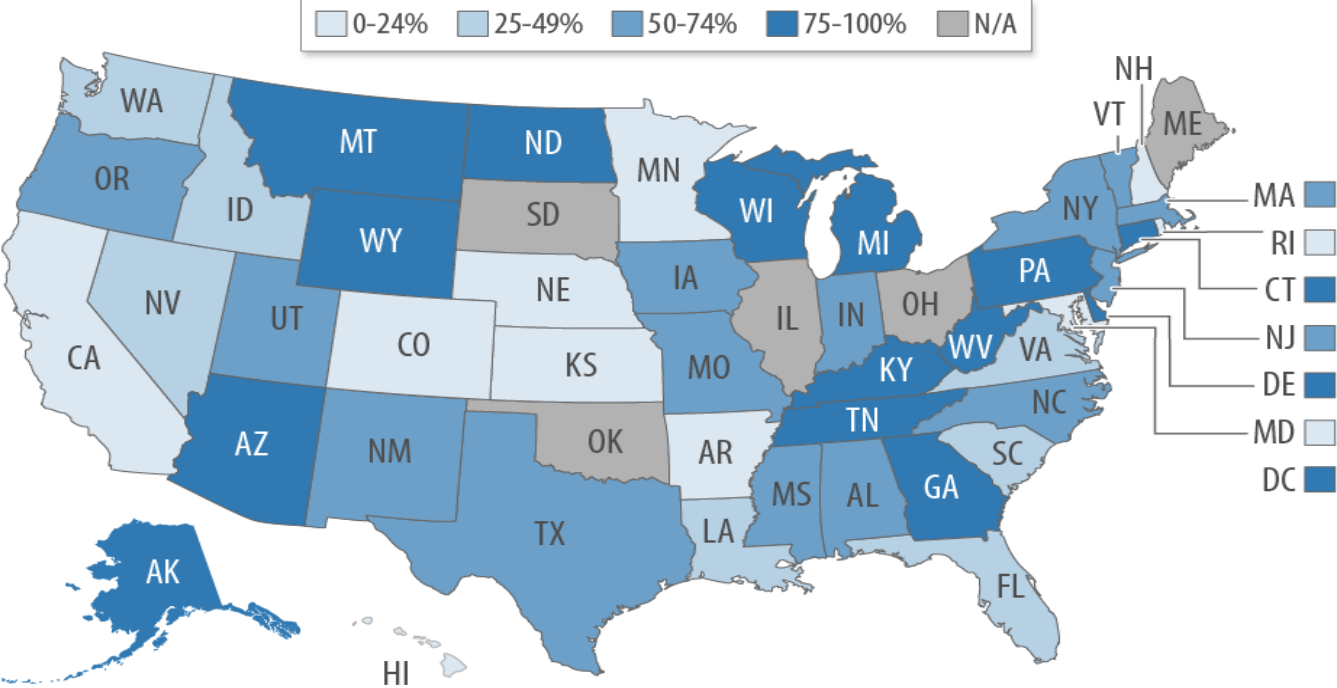 0-24% 25-49% 50-74% 75-100% N/A
NH
VT
ME
WA
MT
ND
MN
OR
ID
SD
WI
MI
NY
MA
WY
RI
PA
IA
NE
CT
NV
UT
IL
IN
OH
NJ
CO
WV
VA
CA
KS
MO
KY
DE
NC
TN
MD
AZ
NM
OK
AR
SC
DC
MS
AL
GA
TX
LA
AK
FL
HI